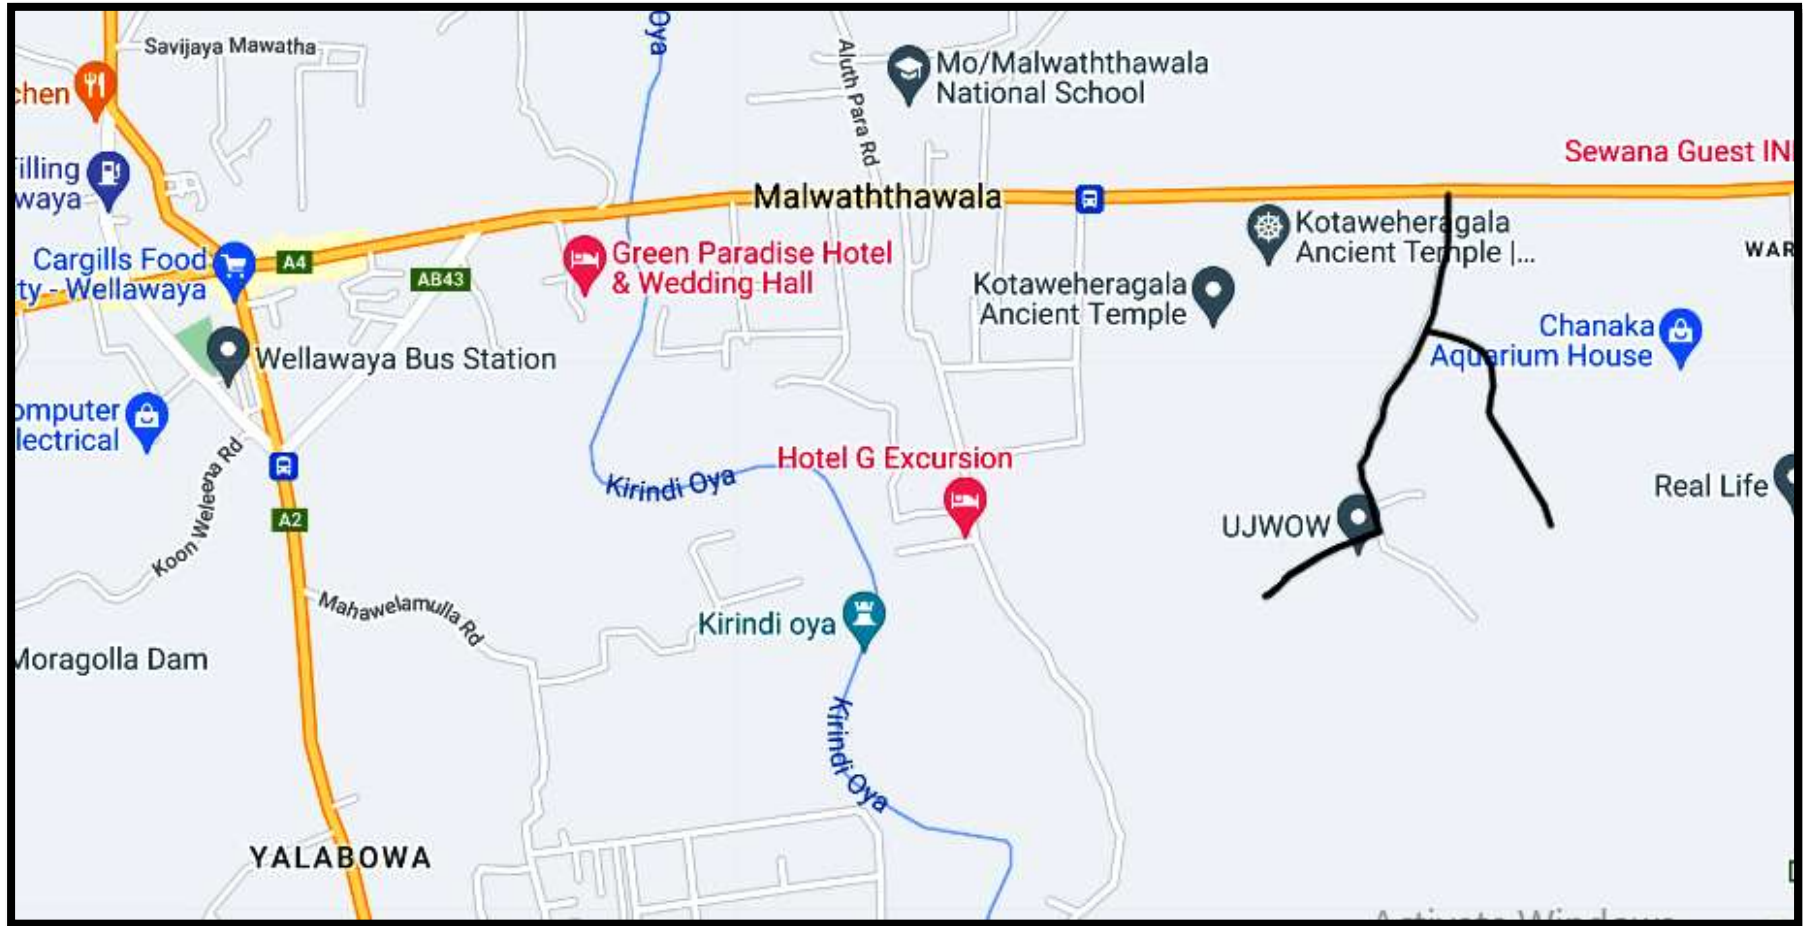 Oya
Savijaya Mawatha
Aluth Para Rd
Mo/Malwaththawala
National School
chen
Sewana Guest IN
illing
waya
Malwaththawala
Kotaweheragala
Ancient Temple |...
WAR
Cargills Food
ty - Wellawaya
A4
AB43
Green Paradise Hotel
& Wedding Hall
Kotaweheragala
Ancient Temple
Chanaka
Aquarium House
Wellawaya Bus Station
omputer
lectrical
Koon Weleena Rd
Hotel G Excursion
Kirindi Oya
Real Life
A2
UJWOW
Mahawelamulla Rd
Kirindi oya
Moragolla Dam
Kirindi Oya
YALABOWA
Activate Windows